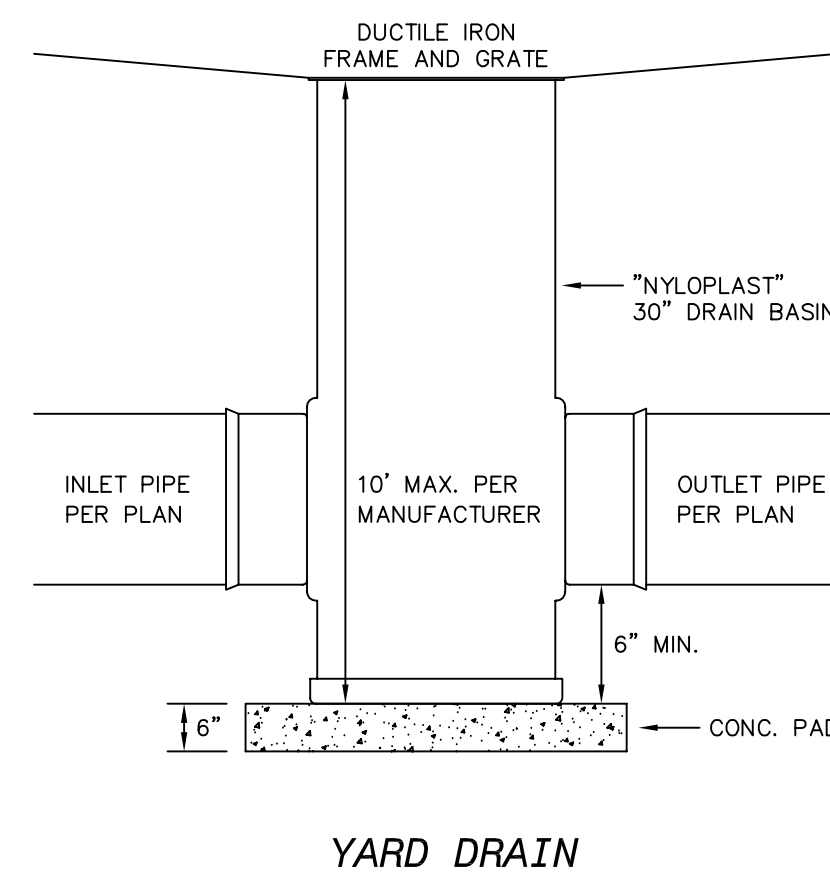 DUCTILE IRON
FRAME AND GRATE
"NYLOPLAST"
30" DRAIN BASIN
INLET PIPE
PER PLAN
10' MAX. PER
MANUFACTURER
OUTLET PIPE
PER PLAN
6" MIN.
6"
CONC. PAD
YARD DRAIN